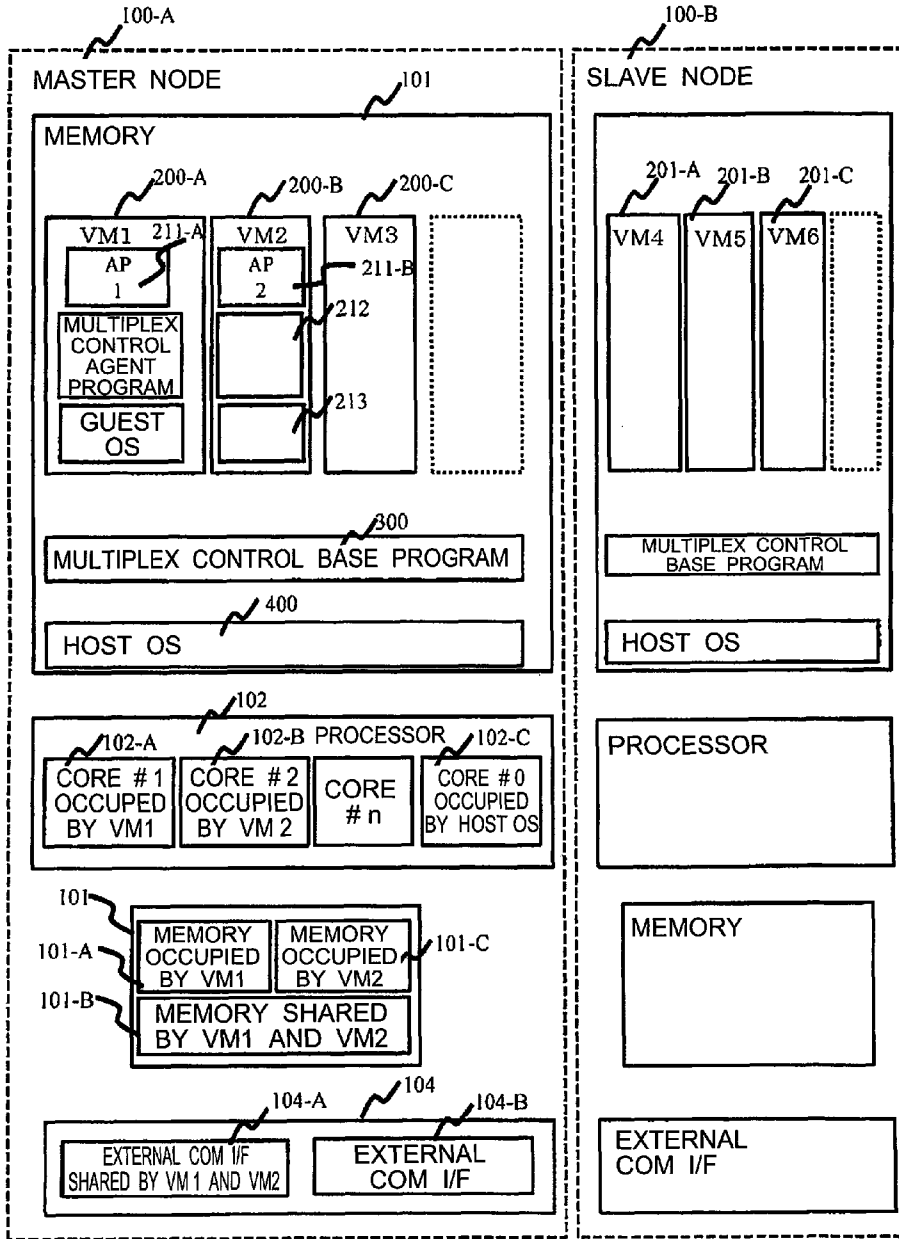 100-A
100-B
MASTER NODE
SLAVE NODE
101
MEMORY
200-A
200-B
200-C
201-A
201-B
201-C
VM1
211-A
VM2
VM3
VM4
VM5
VM6
AP
1
AP
2
211-B
MULTIPLEX
CONTROL
AGENT
PROGRAM
212
GUEST
OS
213
300
MULTIPLEX CONTROL BASE PROGRAM
MULTIPLEX CONTROL
BASE PROGRAM
400
HOST OS
HOST OS
102
102-A
102-B
PROCESSOR
102-C
CORE #1
OCCUPED
BY VM1
CORE #2
OCCUPIED
BY VM2
CORE
#n
CORE #0
OCCUPIED
BY HOST OS
PROCESSOR
101
MEMORY
OCCUPIED
BY VM1
MEMORY
OCCUPIED
BY VM2
101-A
101-C
101-B
MEMORY SHARED
BY VM1 AND VM2
MEMORY
104-A
104
104-B
EXTERNAL COM I/F
SHARED BY VM1 AND VM2
EXTERNAL
COM I/F
EXTERNAL
COM I/F